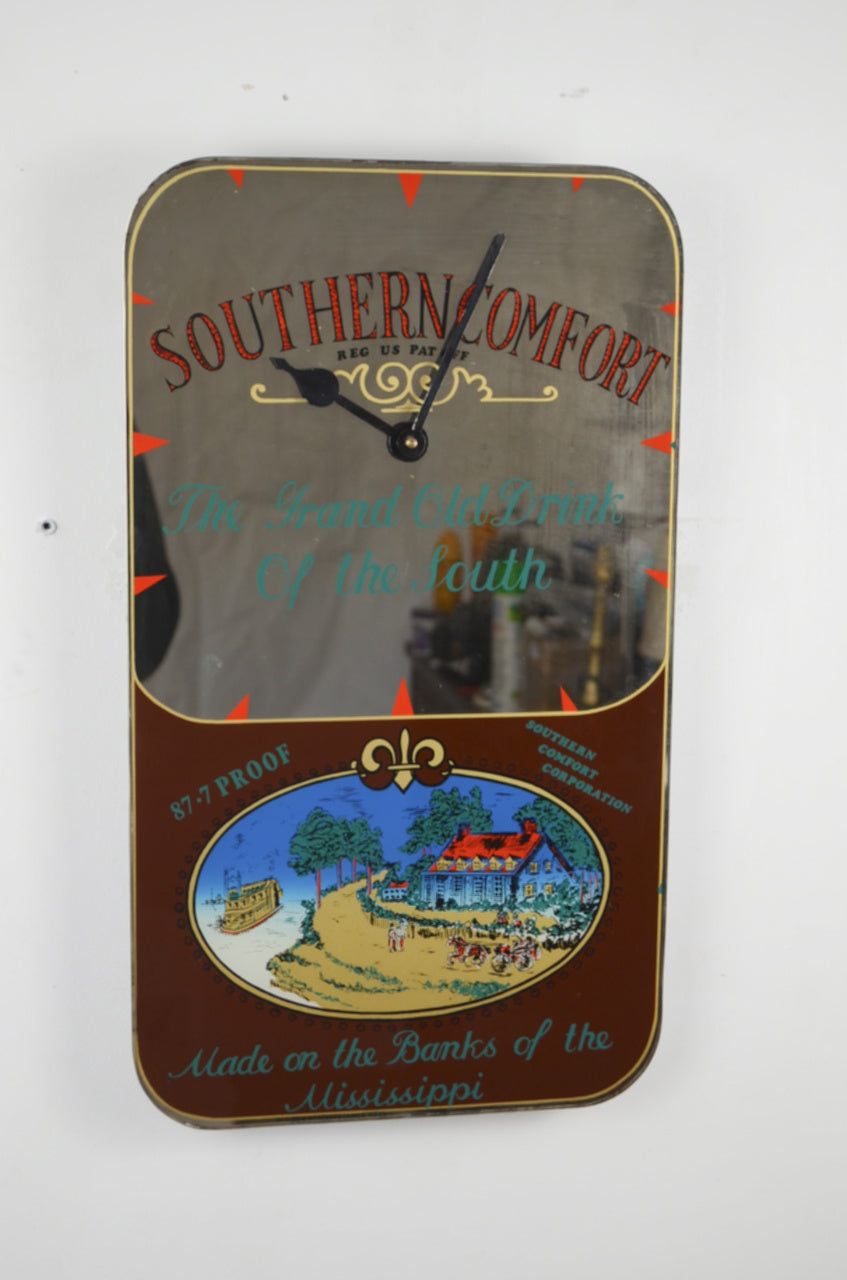 SOUTHERN COMFORT
REG US PAT OFF
The Grand Old Drink
Of the South
87·7 PROOF
SOUTHERN
COMFORT
CORPORATION
Made on the Banks of the
Mississippi